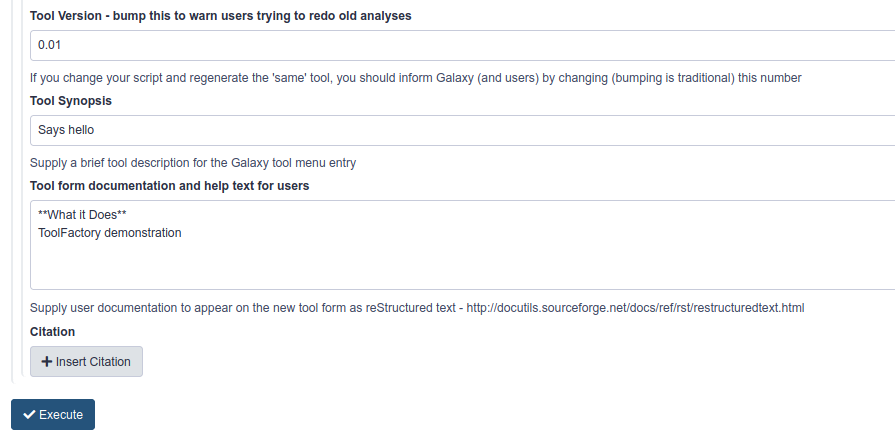 Tool Version - bump this to warn users trying to redo old analyses
0.01
If you change your script and regenerate the 'same' tool, you should inform Galaxy (and users) by changing (bumping is traditional) this number
Tool Synopsis
Says hello
Supply a brief tool description for the Galaxy tool menu entry
Tool form documentation and help text for users
**What it Does**
ToolFactory demonstration
Supply user documentation to appear on the new tool form as reStructured text - http://docutils.sourceforge.net/docs/ref/rst/restructuredtext.html
Citation
Insert Citation
Execute